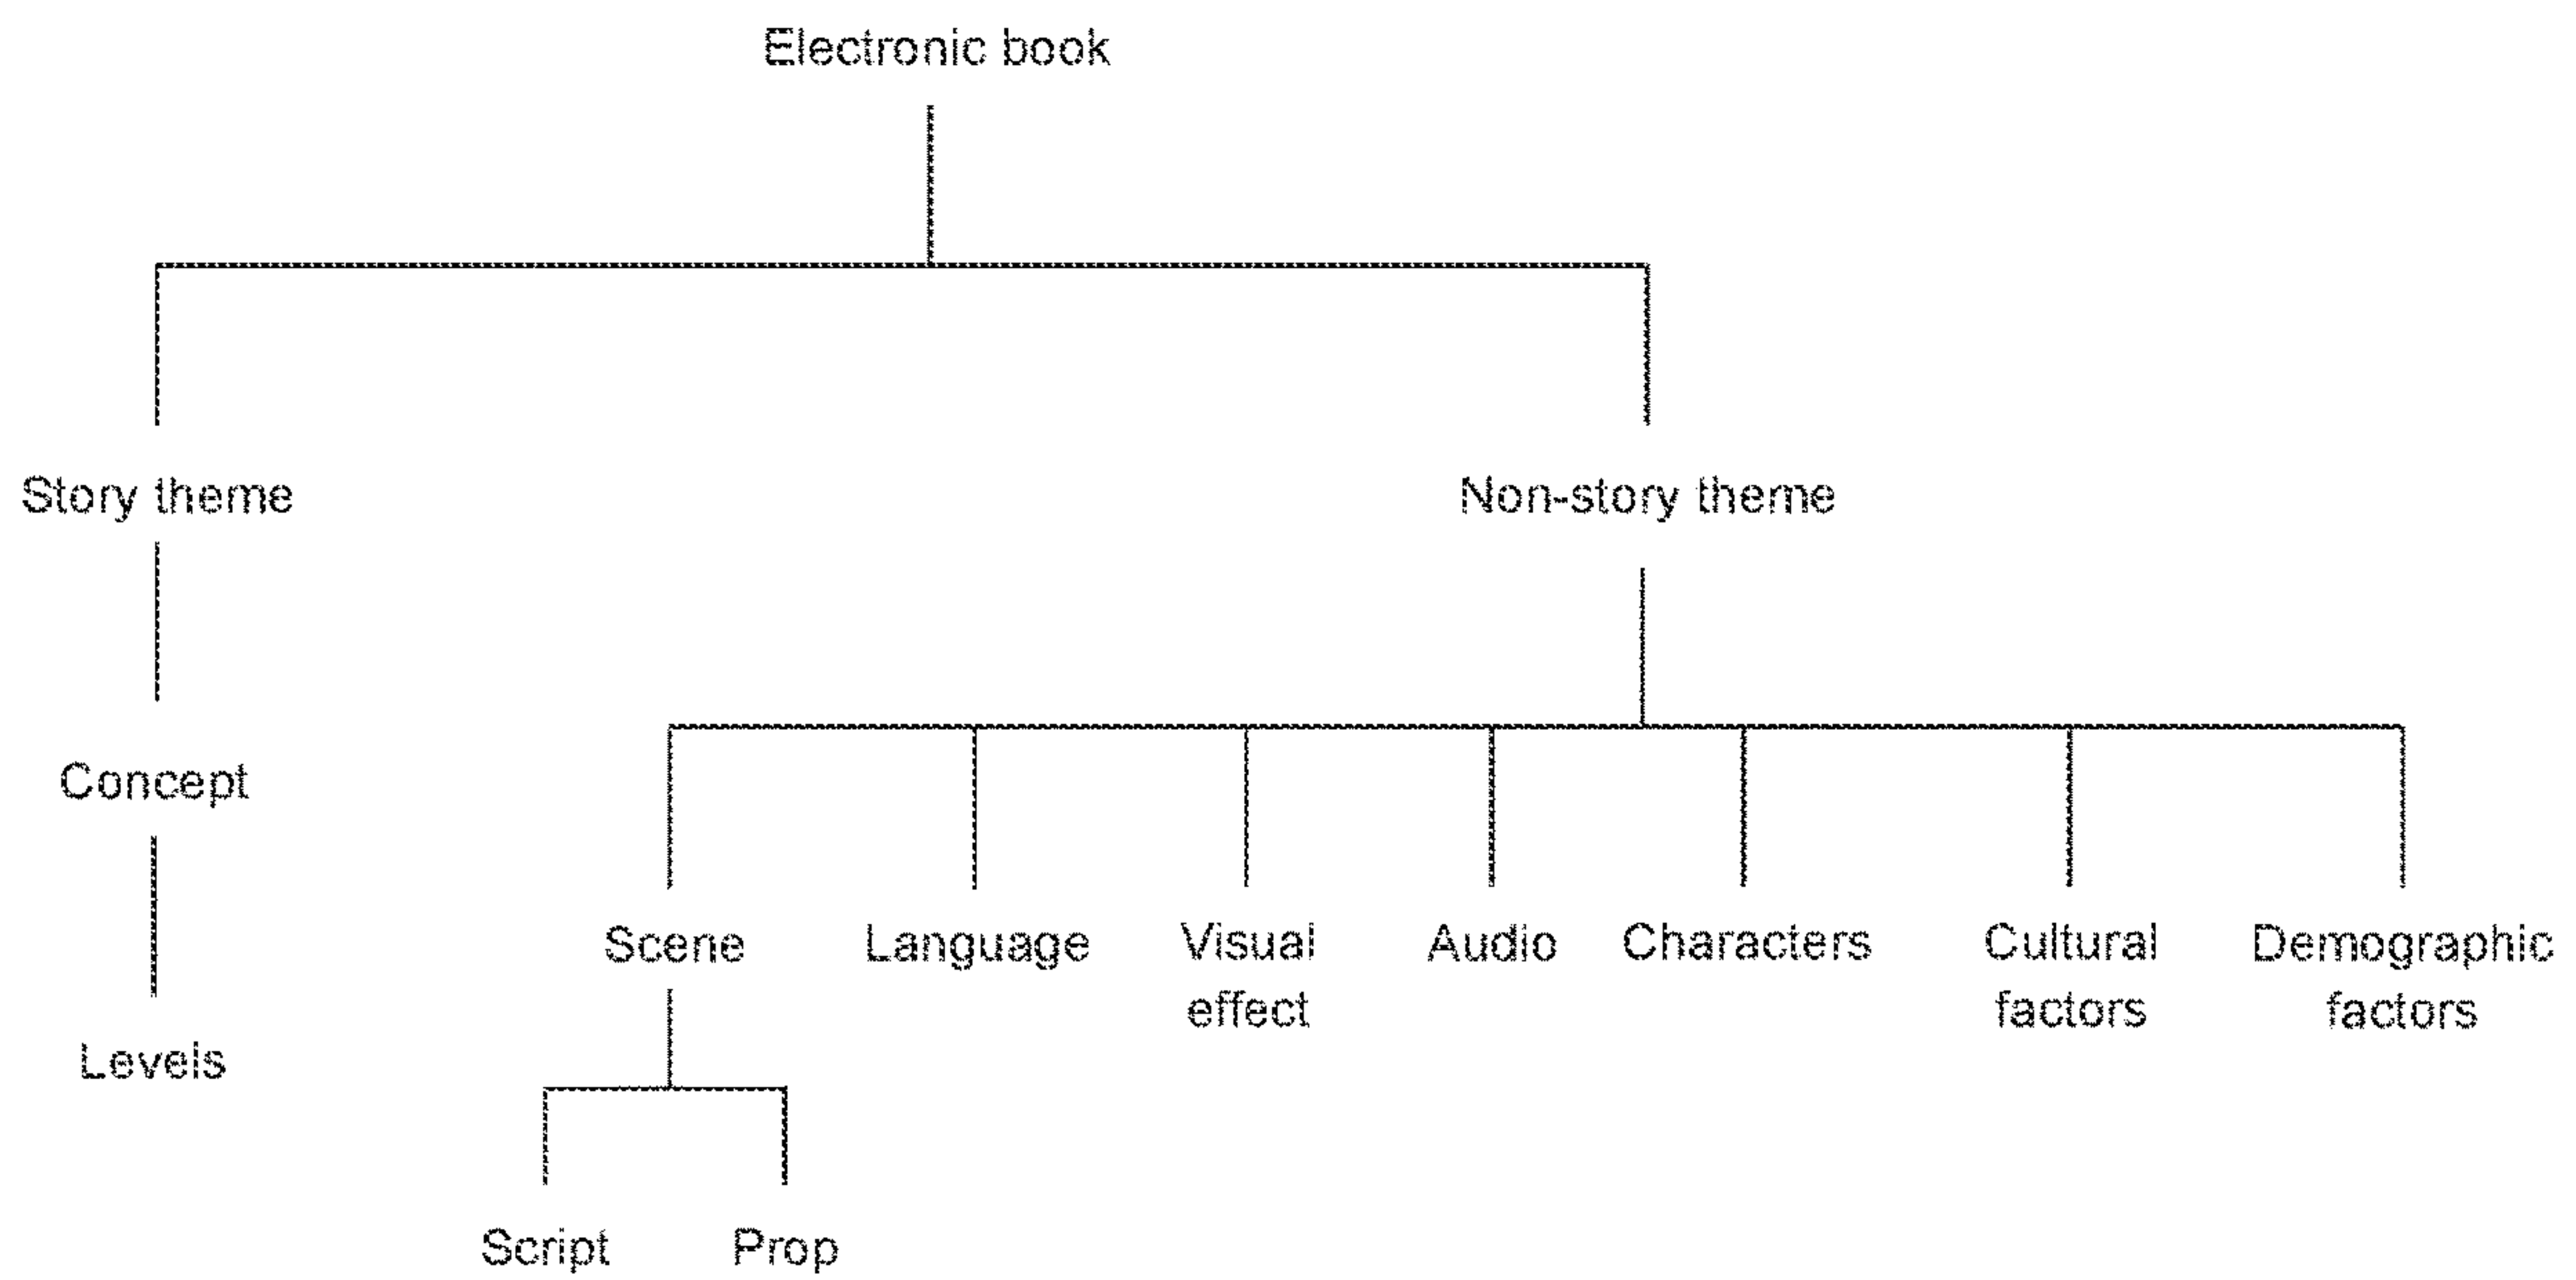 Electronic book
Story theme
Non-story theme
Concept
Scene
Language
Visual
effect
Audio
Characters
Cultural
factors
Demographic
factors
Levels
Script
Prop